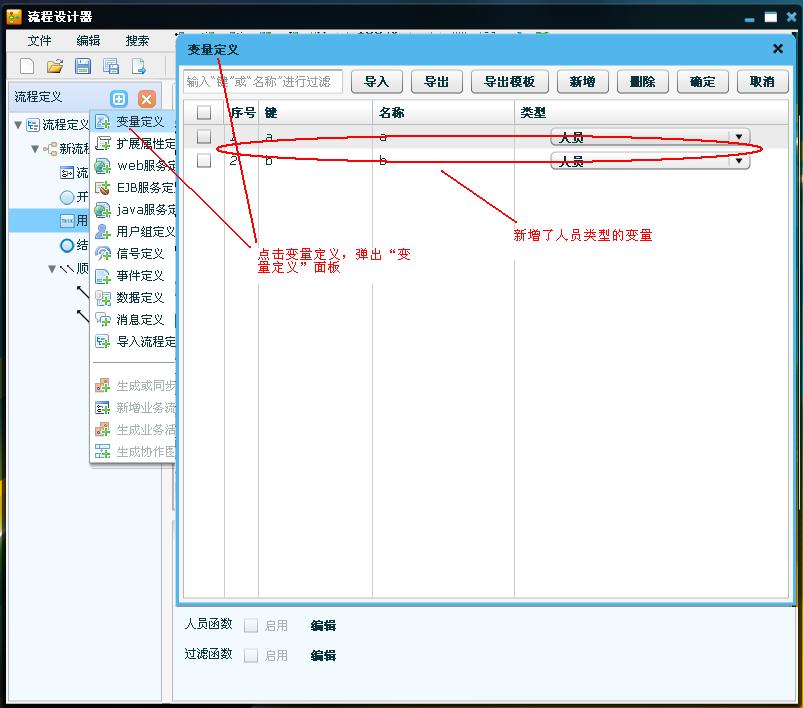 流程设计器
文件 编辑 搜索
流程定义
流程定义
新流程
流
开
用
结
顺
变量定义
扩展属性定
web服务定
EJB服务定
java服务定
用户组定义
信号定义
事件定义
数据定义
消息定义
导入流程定
生成或同步
新增业务流
生成业务活
生成协作图
变量定义
输入“键”或“名称”进行过滤 导入 导出 导出模板 新增 删除 确定 取消
序号 键 名称 类型
1 a a 人员
2 b b 人员
新增了人员类型的变量
点击变量定义，弹出“变
量定义”面板
人员函数 启用 编辑
过滤函数 启用 编辑